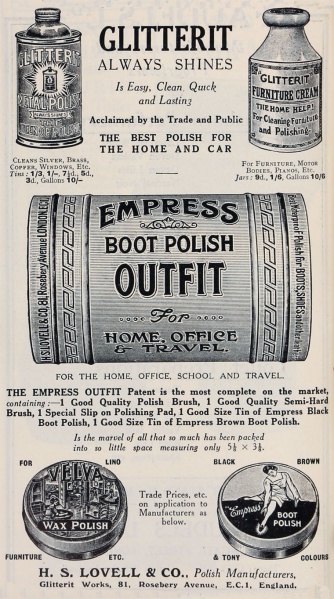 GLITTERIT
METAL POLISH
GLITTERIT
ALWAYS SHINES
Is Easy, Clean, Quick
and Lasting
Acclaimed by the Trade and Public
THE BEST POLISH FOR
THE HOME AND CAR
"GLITTERIT"
FURNITURE CREAM
THE HOME HELP!
For Cleaning Furniture
and Polishing.
CLEANS SILVER, BRASS,
COPPER, WINDOWS, ETC.
Tins : 1/3, 1/-, 7½d, 5d.,
3d., Gallons 10/-
FOR FURNITURE, MOTOR
BODIES, PIANOS, ETC.
Jars : 9d., 1/6, Gallons 10/6
H·S·LOVELL & CO. 81, Rosebery Avenue LONDON, E.C.1
EMPRESS
BOOT POLISH
OUTFIT
For
HOME, OFFICE
& TRAVEL.
Polish for BOOTS, SHOES and
FOR THE HOME, OFFICE, SCHOOL AND TRAVEL.
THE EMPRESS OUTFIT Patent is the most complete on the market,
containing :—1 Good Quality Polish Brush, 1 Good Quality Semi-Hard
Brush, 1 Special Slip on Polishing Pad, 1 Good Size Tin of Empress Black
Boot Polish, 1 Good Size Tin of Empress Brown Boot Polish.
Is the marvel of all that so much has been packed
into so little space measuring only 5½ × 3½.
FOR LINO
VELVA
WAX POLISH
FURNITURE ETC.
Trade Prices, etc.
on application to
Manufacturers as
below.
BLACK BROWN
"Empress"
BOOT
POLISH
& TONY COLOURS
H. S. LOVELL & CO., Polish Manufacturers,
Glitterit Works, 81, Rosebery Avenue, E.C.1, England.